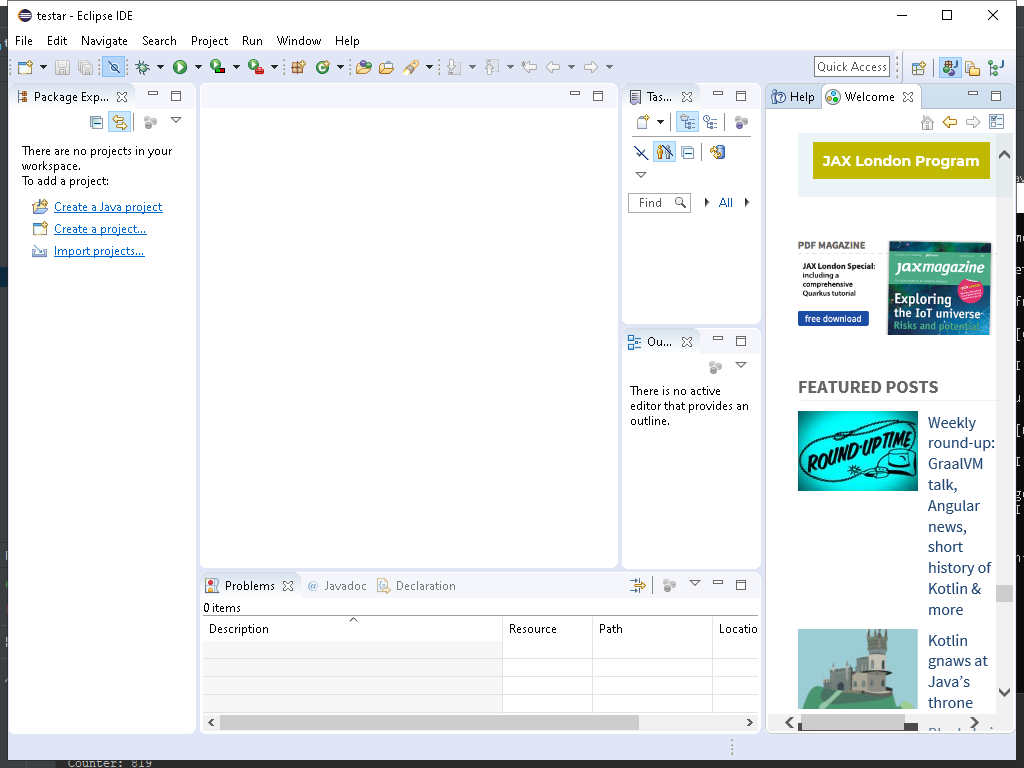 testar - Eclipse IDE
File Edit Navigate Search Project Run Window Help
Quick Access
Package Exp...
There are no projects in your
workspace.
To add a project:
Create a Java project
Create a project...
Import projects...
Tas...
Find
All
Ou...
There is no active
editor that provides an
outline.
Problems
@ Javadoc
Declaration
0 items
Description Resource Path Locatio
Help
Welcome
JAX London Program
PDF MAGAZINE
JAX London Special:
including a
comprehensive
Quarkus tutorial
free download
jaxmagazine
Exploring
the IoT universe
Risks and potential
FEATURED POSTS
ROUND-UP TIME
Weekly
round-up:
GraalVM
talk,
Angular
news,
short
history of
Kotlin &
more
Kotlin
gnaws at
Java's
throne
Counter: 819